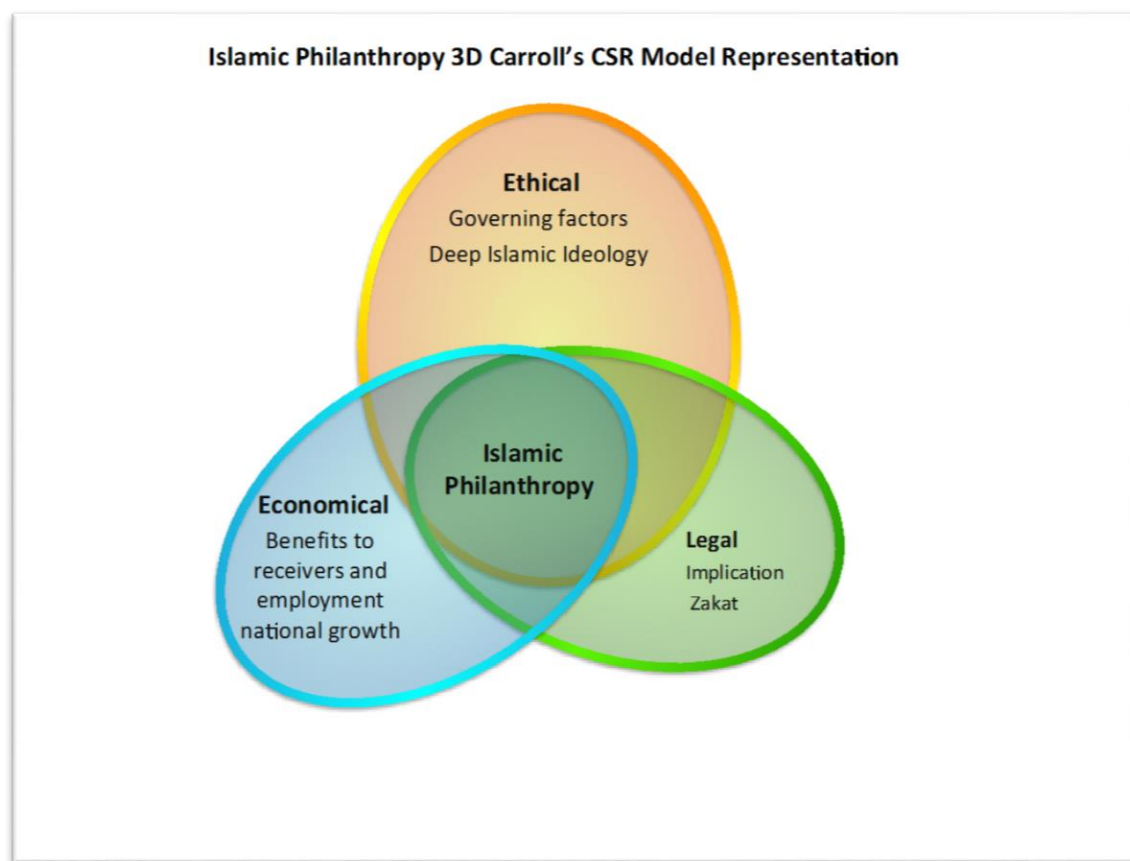 Islamic Philanthropy 3D Carroll's CSR Model Representation
Ethical
Governing factors
Deep Islamic Ideology
Islamic
Philanthropy
Economical
Benefits to
receivers and
employment
national growth
Legal
Implication
Zakat